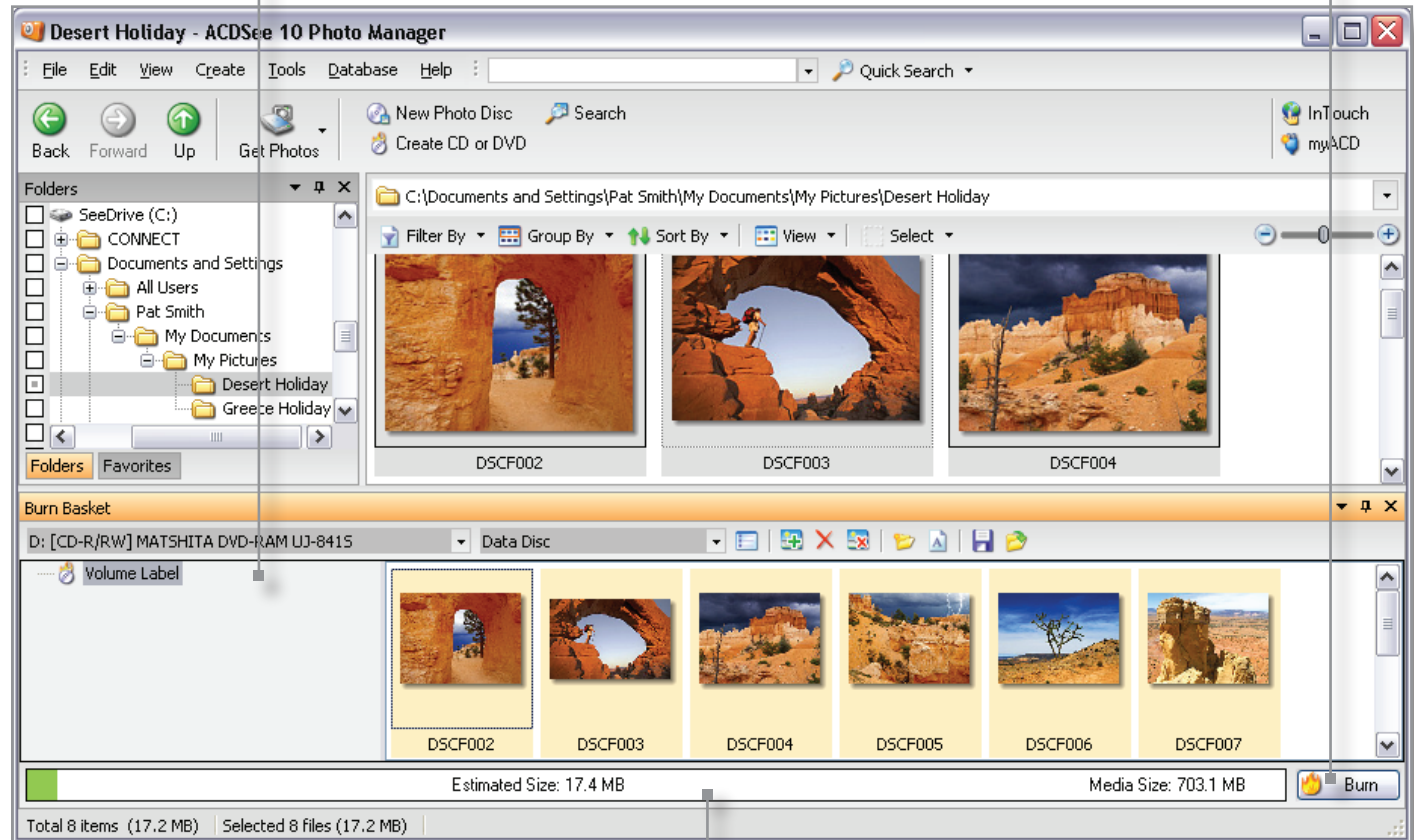 Desert Holiday - ACDSee 10 Photo Manager
File Edit View Create Tools Database Help Quick Search
Back Forward Up Get Photos
New Photo Disc Search
Create CD or DVD
InTouch
myACD
Folders
SeeDrive (C:)
CONNECT
Documents and Settings
All Users
Pat Smith
My Documents
My Pictures
Desert Holiday
Greece Holiday
Folders Favorites
C:\Documents and Settings\Pat Smith\My Documents\My Pictures\Desert Holiday
Filter By Group By Sort By View Select
DSCF002 DSCF003 DSCF004
Burn Basket
D: [CD-R/RW] MATSHITA DVD-RAM UJ-841S Data Disc
Volume Label
DSCF002 DSCF003 DSCF004 DSCF005 DSCF006 DSCF007
Estimated Size: 17.4 MB Media Size: 703.1 MB Burn
Total 8 items (17.2 MB) Selected 8 files (17.2 MB)